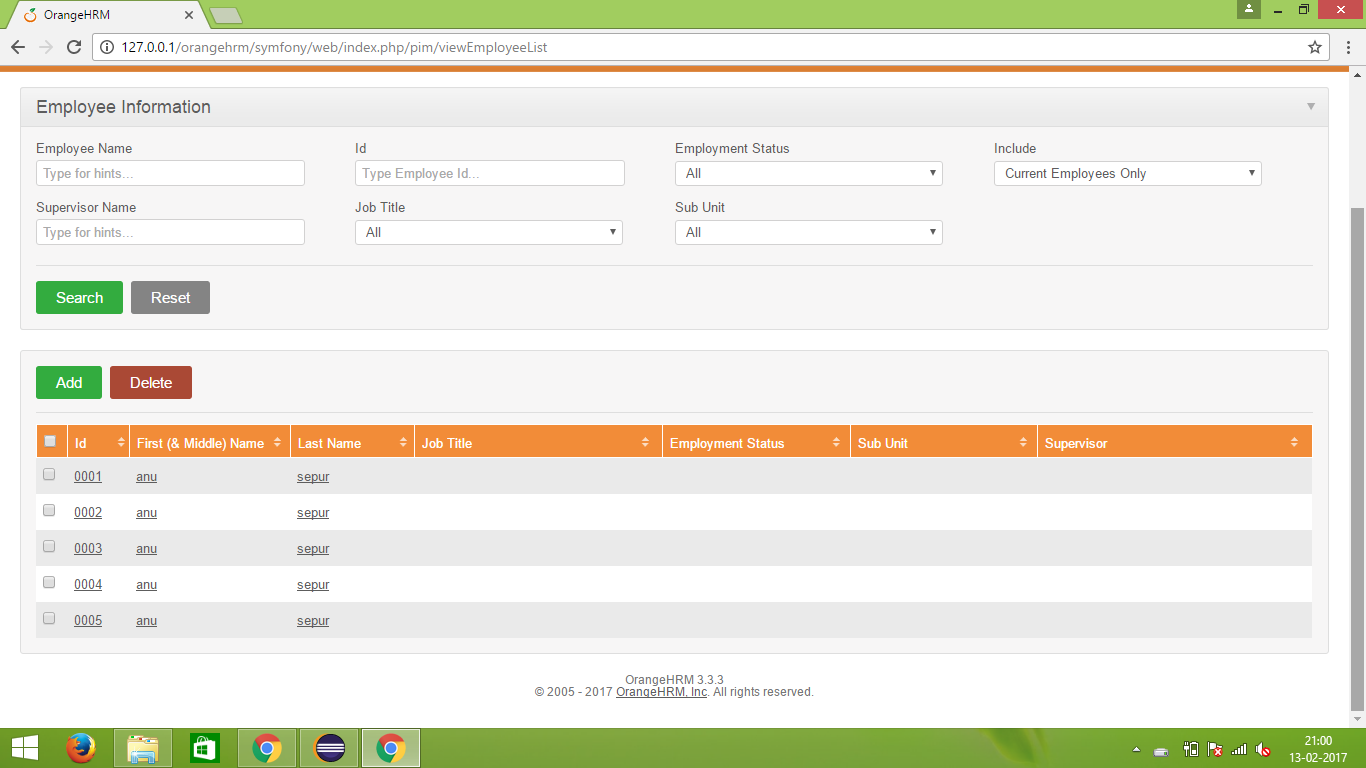 OrangeHRM
127.0.0.1/orangehrm/symfony/web/index.php/pim/viewEmployeeList
Employee Information
Employee Name Id Employment Status Include
Type for hints... Type Employee Id... All Current Employees Only
Supervisor Name Job Title Sub Unit
Type for hints... All All
Search Reset
Add Delete
Id First (& Middle) Name Last Name Job Title Employment Status Sub Unit Supervisor
0001 anu sepur
0002 anu sepur
0003 anu sepur
0004 anu sepur
0005 anu sepur
OrangeHRM 3.3.3
© 2005 - 2017 OrangeHRM, Inc. All rights reserved.
21:00
13-02-2017